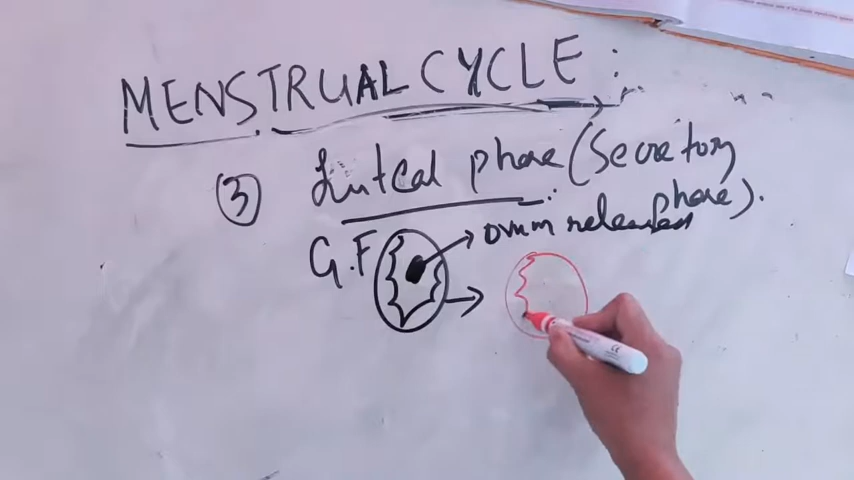 MENSTRUAL CYCLE :
③ Luteal phase (Secretory
phase).
G.F ovum released